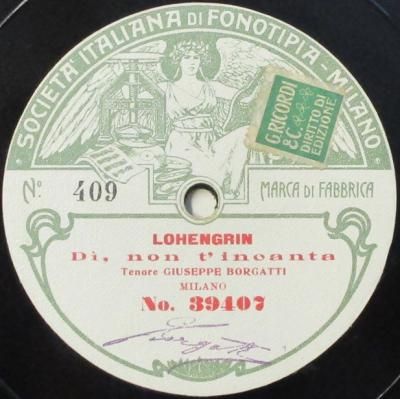 SOCIETÀ ITALIANA DI FONOTIPIA - MILANO
G. RICORDI
& C.
DIRITTO DI
EDIZIONE
No. 409
MARCA DI FABBRICA
LOHENGRIN
Dì, non t'incanta
Tenore GIUSEPPE BORGATTI
MILANO
No. 39407